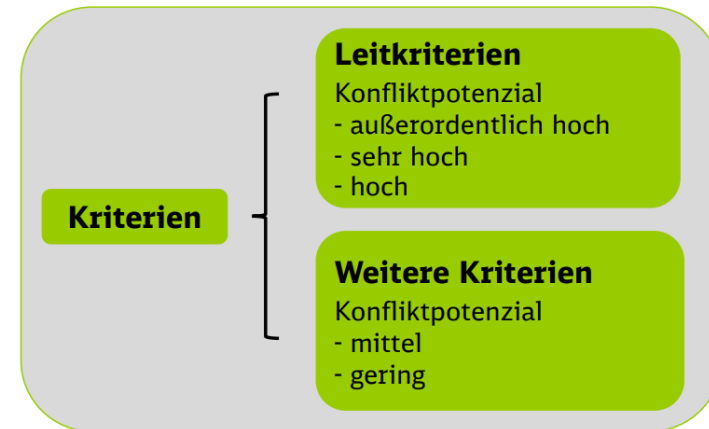 Kriterien
Leitkriterien
Konfliktpotenzial
- außerordentlich hoch
- sehr hoch
- hoch
Weitere Kriterien
Konfliktpotenzial
- mittel
- gering